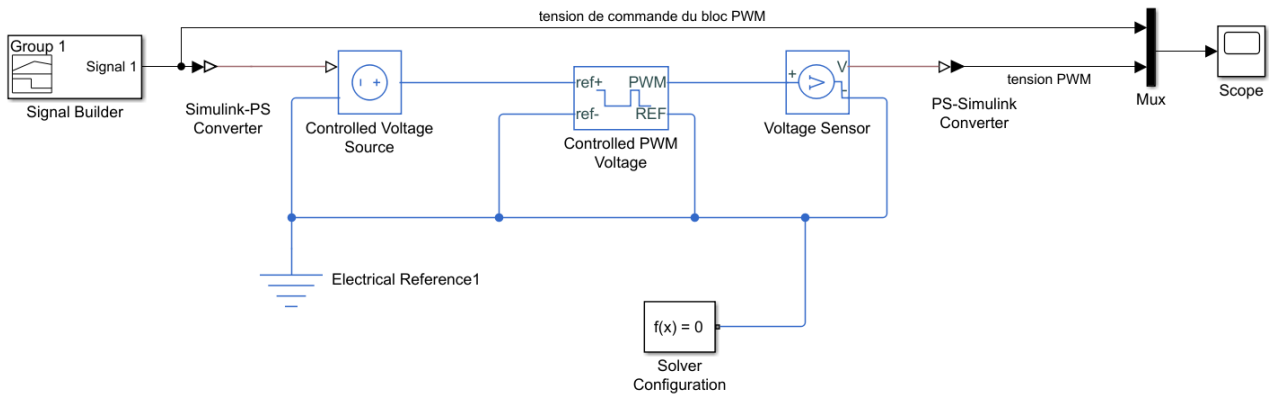 tension de commande du bloc PWM
Group 1
Signal 1
Signal Builder
Simulink-PS
Converter
Controlled Voltage
Source
ref+
PWM
ref-
REF
Controlled PWM
Voltage
+
V
-
V
Voltage Sensor
PS-Simulink
Converter
tension PWM
Mux
Scope
Electrical Reference1
f(x) = 0
Solver
Configuration